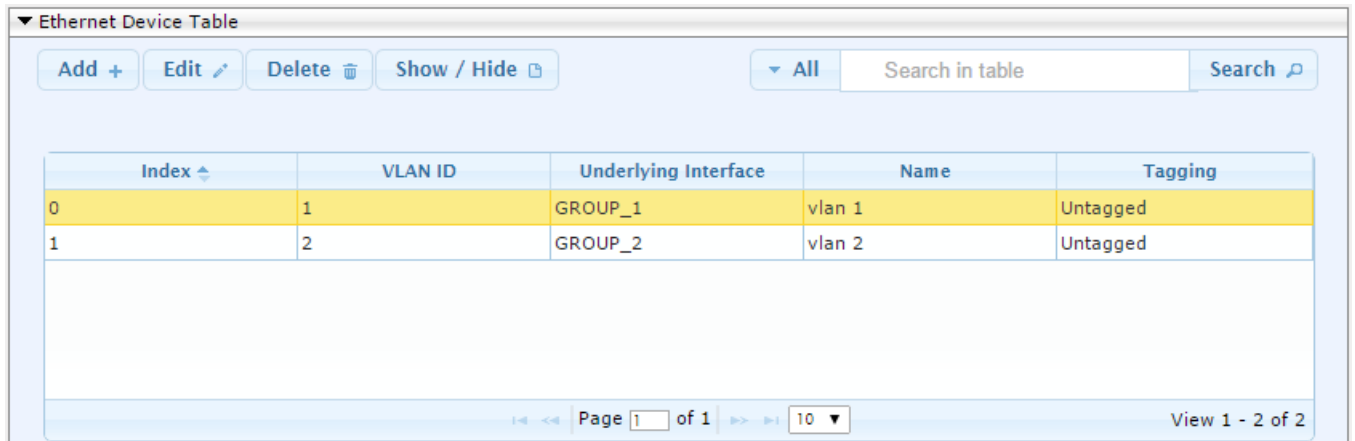 Ethernet Device Table
Add + Edit Delete Show / Hide All Search in table Search
Index VLAN ID Underlying Interface Name Tagging
0 1 GROUP_1 vlan 1 Untagged
1 2 GROUP_2 vlan 2 Untagged
Page 1 of 1 10 View 1 - 2 of 2